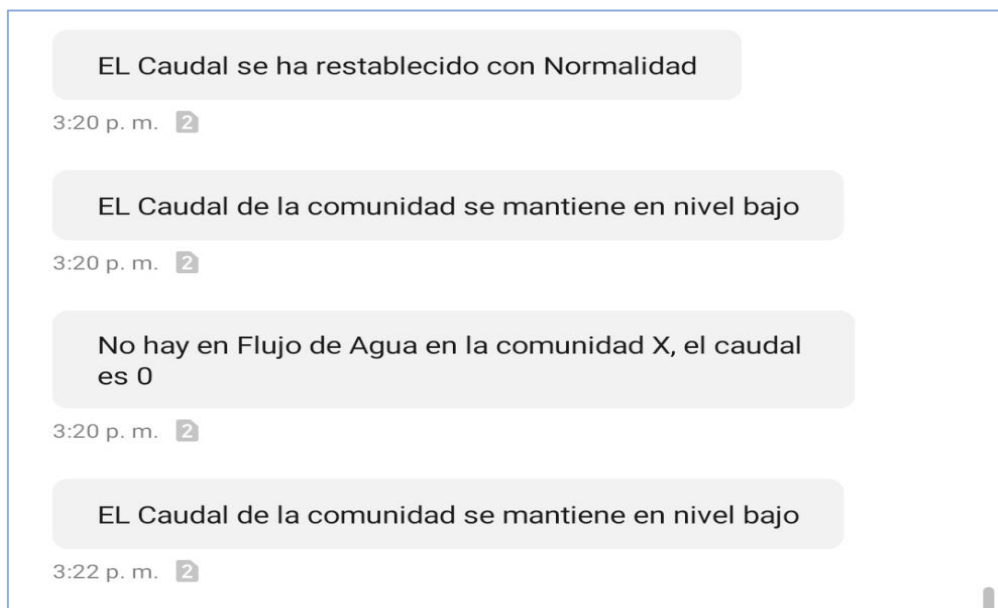 EL Caudal se ha restablecido con Normalidad
3:20 p. m. 2
EL Caudal de la comunidad se mantiene en nivel bajo
3:20 p. m. 2
No hay en Flujo de Agua en la comunidad X, el caudal
es 0
3:20 p. m. 2
EL Caudal de la comunidad se mantiene en nivel bajo
3:22 p. m. 2